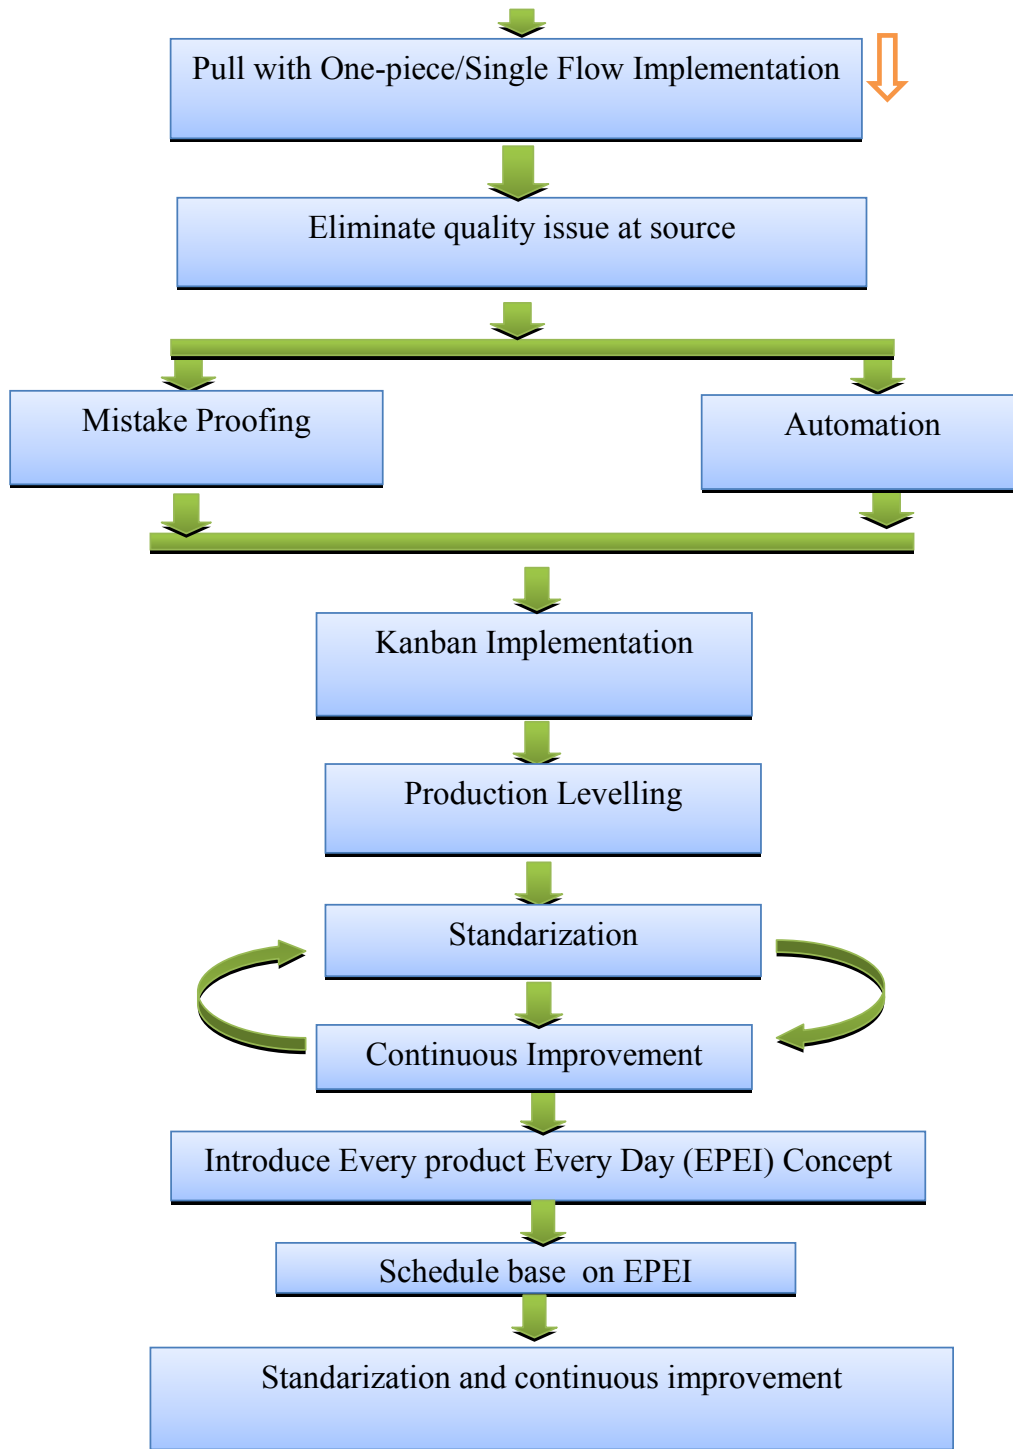 Pull with One-piece/Single Flow Implementation
Eliminate quality issue at source
Mistake Proofing
Automation
Kanban Implementation
Production Levelling
Standarization
Continuous Improvement
Introduce Every product Every Day (EPEI) Concept
Schedule base  on EPEI
Standarization and continuous improvement